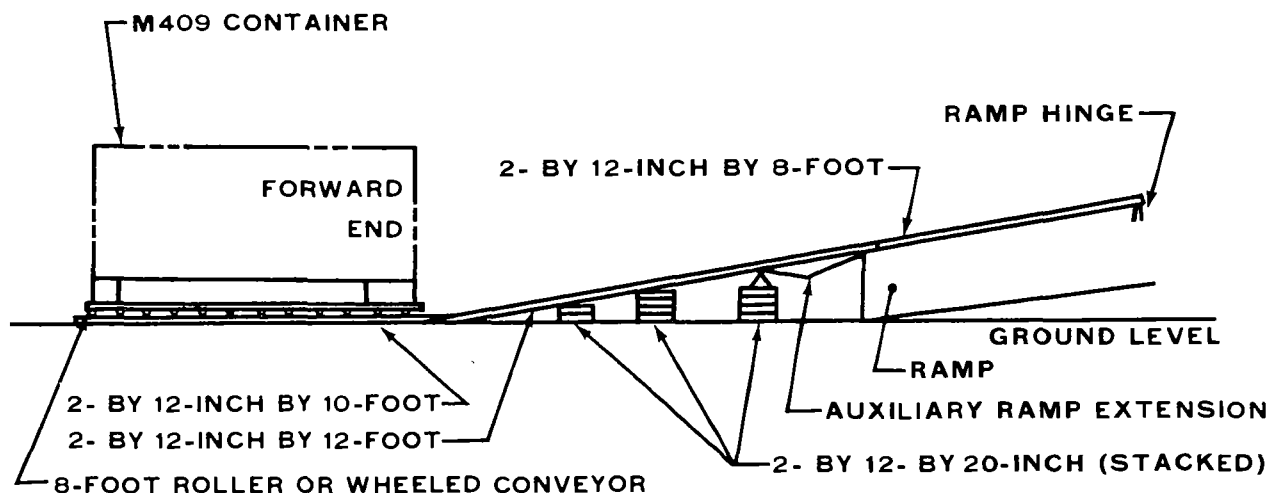 M409 CONTAINER
RAMP HINGE
2- BY 12-INCH BY 8-FOOT
FORWARD
END
GROUND LEVEL
RAMP
2- BY 12-INCH BY 10-FOOT
AUXILIARY RAMP EXTENSION
2- BY 12-INCH BY 12-FOOT
2- BY 12- BY 20-INCH (STACKED)
8-FOOT ROLLER OR WHEELED CONVEYOR